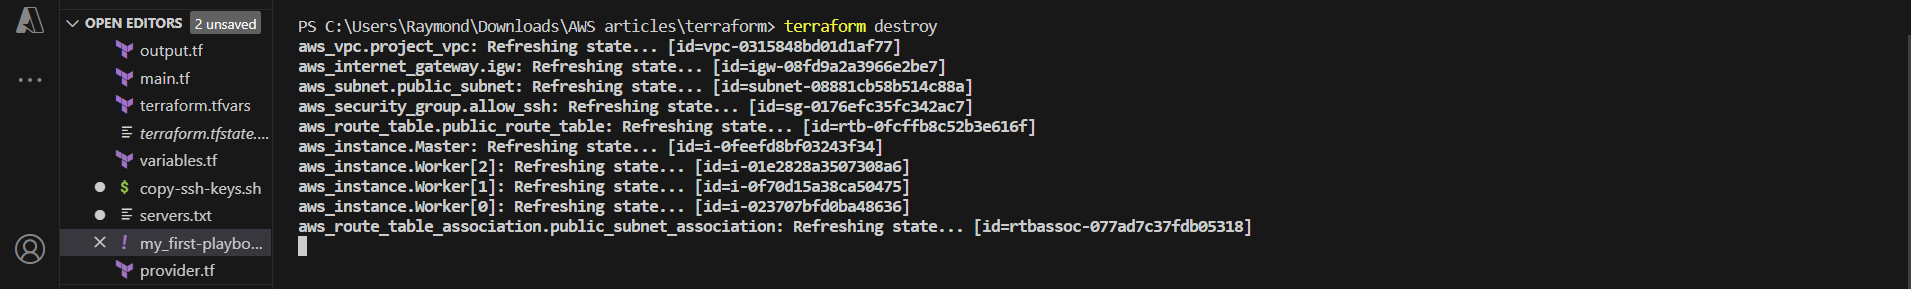 OPEN EDITORS 2 unsaved
output.tf
main.tf
terraform.tfvars
terraform.tfstate....
variables.tf
$ copy-ssh-keys.sh
servers.txt
! my_first-playbo...
provider.tf
PS C:\Users\Raymond\Downloads\AWS articles\terraform> terraform destroy
aws_vpc.project_vpc: Refreshing state... [id=vpc-0315848bd01d1af77]
aws_internet_gateway.igw: Refreshing state... [id=igw-08fd9a2a3966e2be7]
aws_subnet.public_subnet: Refreshing state... [id=subnet-08881cb58b514c88a]
aws_security_group.allow_ssh: Refreshing state... [id=sg-0176efc35fc342ac7]
aws_route_table.public_route_table: Refreshing state... [id=rtb-0fcffb8c52b3e616f]
aws_instance.Master: Refreshing state... [id=i-0feefd8bf03243f34]
aws_instance.Worker[2]: Refreshing state... [id=i-01e2828a3507308a6]
aws_instance.Worker[1]: Refreshing state... [id=i-0f70d15a38ca50475]
aws_instance.Worker[0]: Refreshing state... [id=i-023707bfd0ba48636]
aws_route_table_association.public_subnet_association: Refreshing state... [id=rtbassoc-077ad7c37fdb05318]